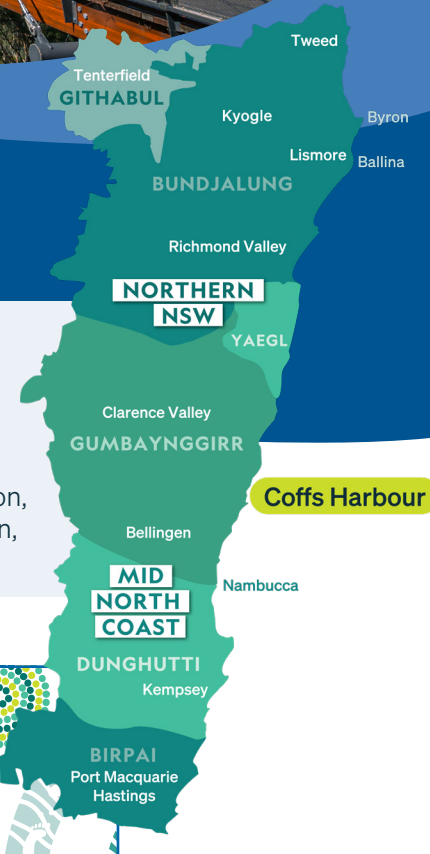 Tweed
Tenterfield
GITHABUL
Kyogle
Byron
Lismore
Ballina
BUNDJALUNG
Richmond Valley
NORTHERN
NSW
YAEGL
Clarence Valley
GUMBAYNGGIRR
on,
Coffs Harbour
n,
Bellingen
MID
NORTH
COAST
Nambucca
DUNGHUTTI
Kempsey
BIRPAI
Port Macquarie
Hastings